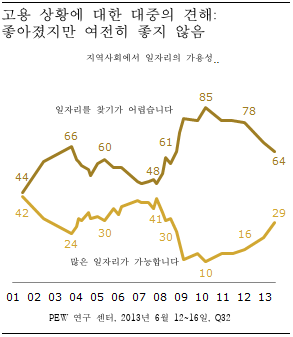 고용 상황에 대한 대중의 견해:
좋아졌지만 여전히 좋지 않음
지역사회에서 일자리의 가용성..
일자리를 찾기가 어렵습니다
85
78
66
60
61
64
48
44
42
41
24
30
30
10
16
29
많은 일자리가 가능합니다
01 02 03 04 05 06 07 08 09 10 11 12 13
PEW 연구 센터, 2013년 6월 12~16일, Q32